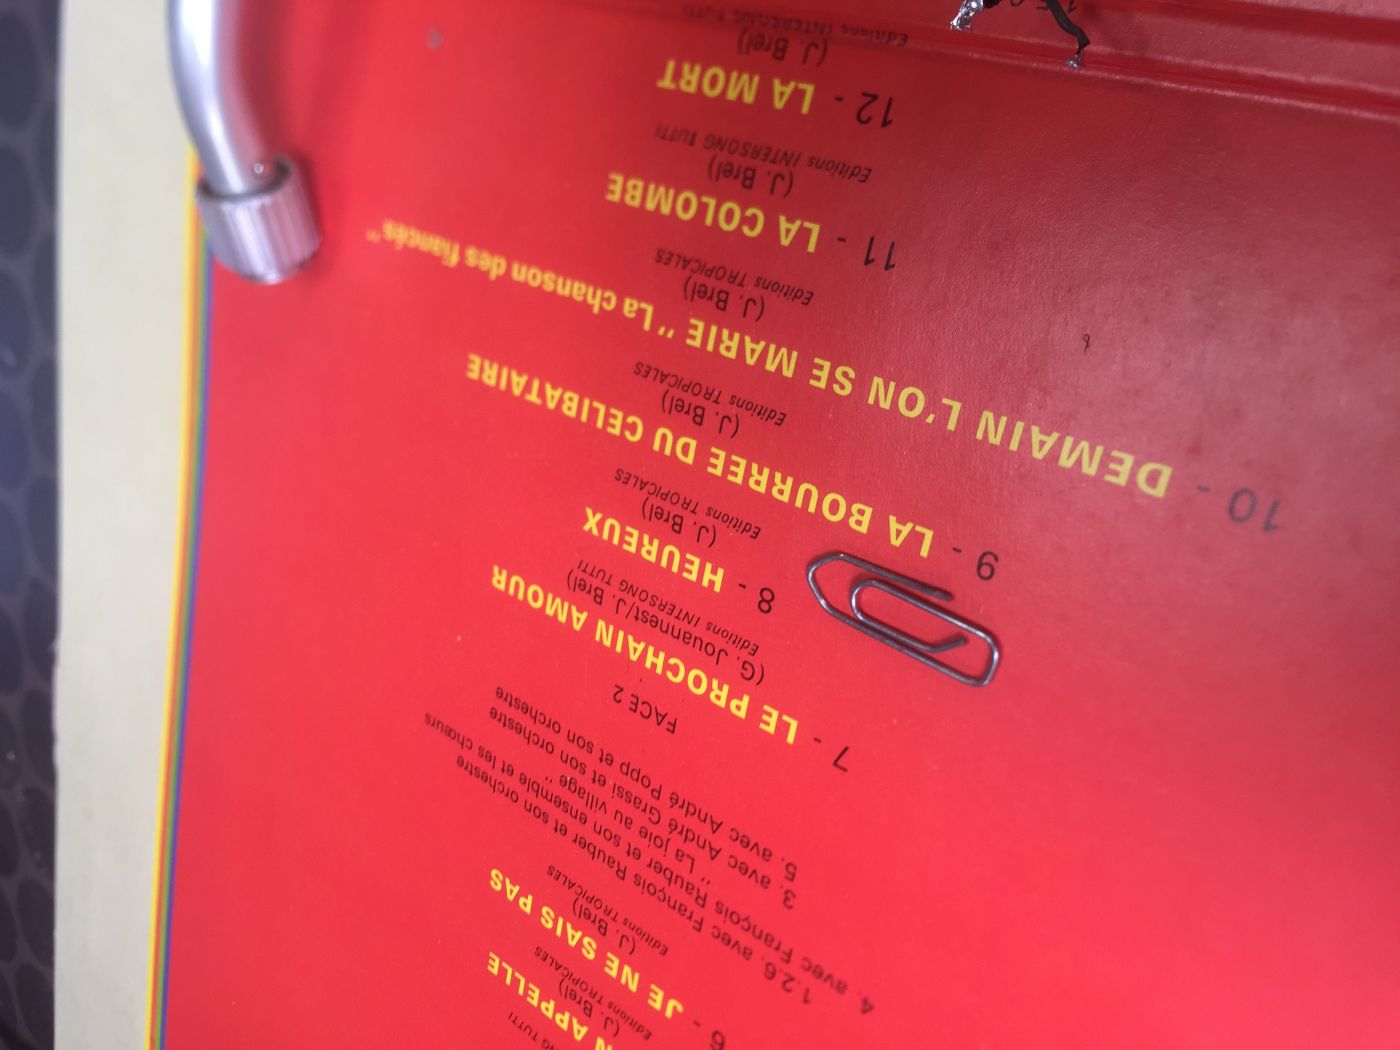 N APPELLE
(J. Brel)
Editions TROPICALES
6 - JE NE SAIS PAS
(J. Brel)
Editions TROPICALES
1.2.6. avec François Rauber et son orchestre
4. avec François Rauber et son ensemble et les chœurs
" La joie au village "
3. avec André Grassi et son orchestre
5. avec André Popp et son orchestre
FACE 2
7 - LE PROCHAIN AMOUR
(G. Jouannest/J. Brel)
Editions INTERSONG TUTTI
8 - HEUREUX
(J. Brel)
Editions TROPICALES
9 - LA BOURREE DU CELIBATAIRE
(J. Brel)
Editions TROPICALES
10 - DEMAIN L'ON SE MARIE "La chanson des fiancés"
(J. Brel)
Editions TROPICALES
11 - LA COLOMBE
(J. Brel)
Editions INTERSONG TUTTI
12 - LA MORT
(J. Brel)
Editions INTERSONG TUTTI